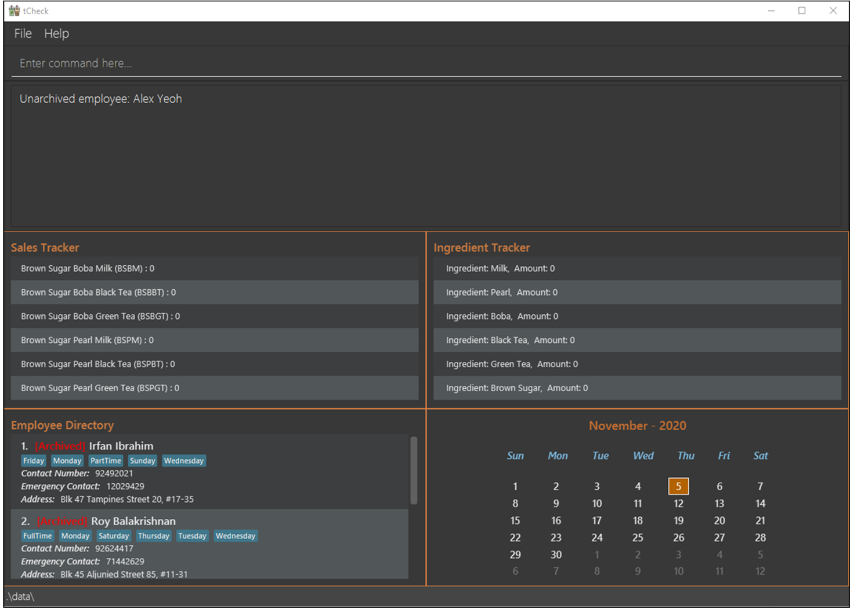 tCheck
File Help
Enter command here...
Unarchived employee: Alex Yeoh
Sales Tracker
Brown Sugar Boba Milk (BSBM) : 0
Brown Sugar Boba Black Tea (BSBBT) : 0
Brown Sugar Boba Green Tea (BSBGT) : 0
Brown Sugar Pearl Milk (BSPM) : 0
Brown Sugar Pearl Black Tea (BSPBT) : 0
Brown Sugar Pearl Green Tea (BSPGT) : 0
Ingredient Tracker
Ingredient: Milk, Amount: 0
Ingredient: Pearl, Amount: 0
Ingredient: Boba, Amount: 0
Ingredient: Black Tea, Amount: 0
Ingredient: Green Tea, Amount: 0
Ingredient: Brown Sugar, Amount: 0
Employee Directory
1. [Archived] Irfan Ibrahim
Friday Monday PartTime Sunday Wednesday
Contact Number: 92492021
Emergency Contact: 12029429
Address: Blk 47 Tampines Street 20, #17-35
2. [Archived] Roy Balakrishnan
FullTime Monday Saturday Thursday Tuesday Wednesday
Contact Number: 92624417
Emergency Contact: 71442629
Address: Blk 45 Aljunied Street 85, #11-31
November - 2020
Sun Mon Tue Wed Thu Fri Sat
1 2 3 4 5 6 7
8 9 10 11 12 13 14
15 16 17 18 19 20 21
22 23 24 25 26 27 28
29 30 1 2 3 4 5
6 7 8 9 10 11 12
.\data\